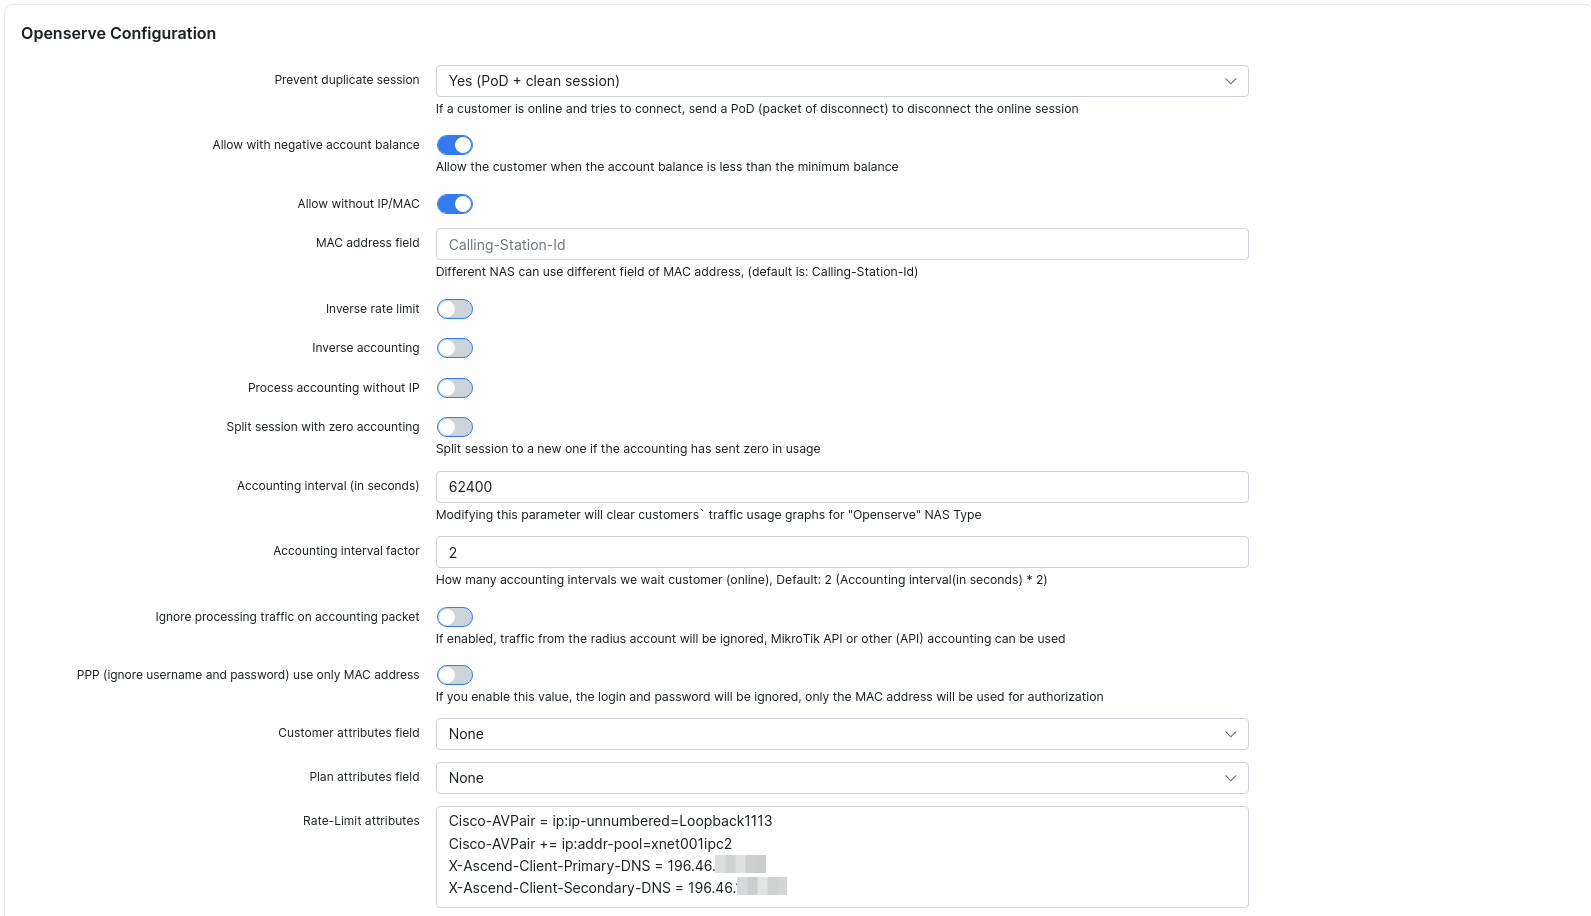 Openserve Configuration
Prevent duplicate session
Yes (PoD + clean session)
If a customer is online and tries to connect, send a PoD (packet of disconnect) to disconnect the online session
Allow with negative account balance
Allow the customer when the account balance is less than the minimum balance
Allow without IP/MAC
MAC address field
Calling-Station-Id
Different NAS can use different field of MAC address, (default is: Calling-Station-Id)
Inverse rate limit
Inverse accounting
Process accounting without IP
Split session with zero accounting
Split session to a new one if the accounting has sent zero in usage
Accounting interval (in seconds)
62400
Modifying this parameter will clear customers` traffic usage graphs for "Openserve" NAS Type
Accounting interval factor
2
How many accounting intervals we wait customer (online), Default: 2 (Accounting interval(in seconds) * 2)
Ignore processing traffic on accounting packet
If enabled, traffic from the radius account will be ignored, MikroTik API or other (API) accounting can be used
PPP (ignore username and password) use only MAC address
If you enable this value, the login and password will be ignored, only the MAC address will be used for authorization
Customer attributes field
None
Plan attributes field
None
Rate-Limit attributes
Cisco-AVPair = ip:ip-unnumbered=Loopback1113
Cisco-AVPair += ip:addr-pool=xnet001ipc2
X-Ascend-Client-Primary-DNS = 196.46.
X-Ascend-Client-Secondary-DNS = 196.46.